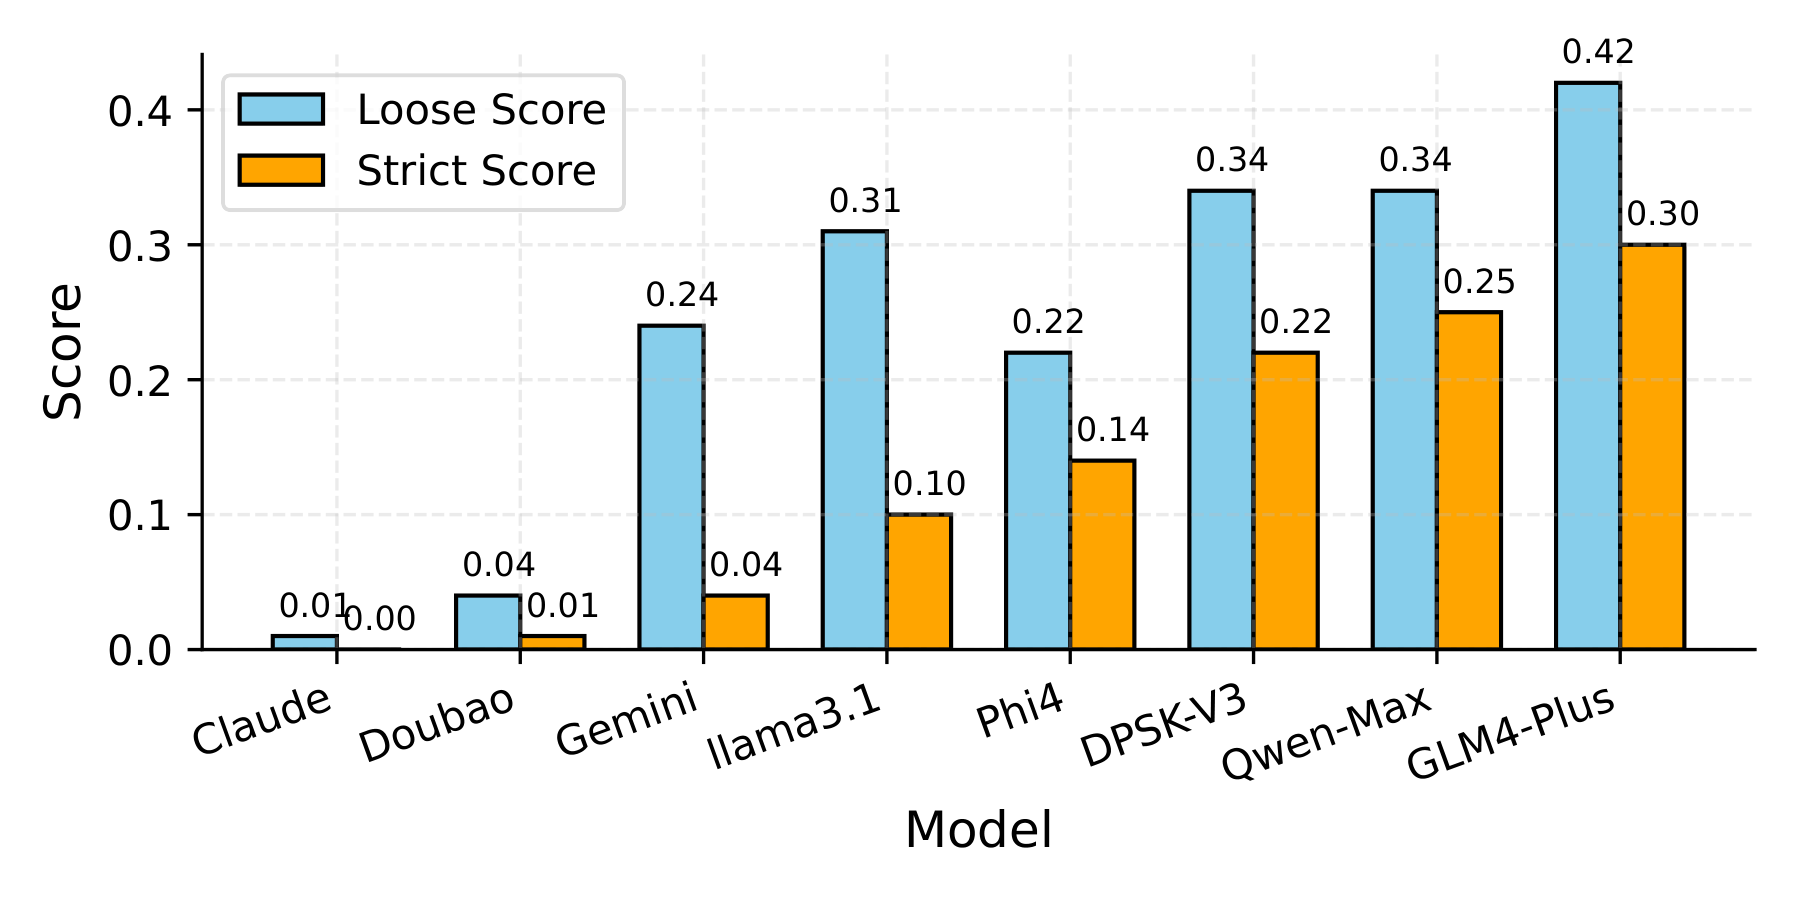 Loose Score
Strict Score
Score
0.4
0.3
0.2
0.1
0.0
0.01
0.00
0.04
0.01
0.24
0.04
0.31
0.10
0.22
0.14
0.34
0.22
0.34
0.25
0.42
0.30
Claude
Doubao
Gemini
llama3.1
Phi4
DPSK-V3
Qwen-Max
GLM4-Plus
Model